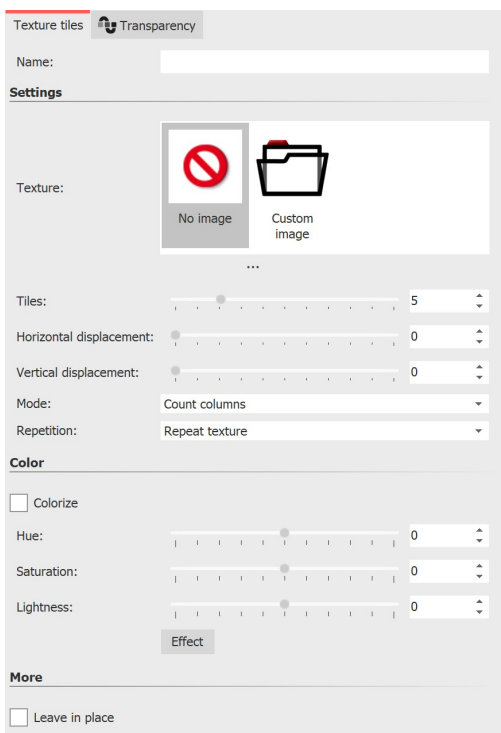 Texture tiles Transparency
Name:
Settings
Texture:
No image
Custom
image
...
Tiles: 5
Horizontal displacement: 0
Vertical displacement: 0
Mode: Count columns
Repetition: Repeat texture
Color
Colorize
Hue: 0
Saturation: 0
Lightness: 0
Effect
More
Leave in place